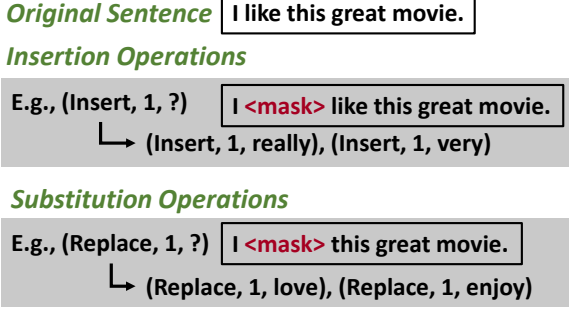 Original Sentence I like this great movie.
Insertion Operations
E.g., (Insert, 1, ?) I <mask> like this great movie.
(Insert, 1, really), (Insert, 1, very)
Substitution Operations
E.g., (Replace, 1, ?) I <mask> this great movie.
(Replace, 1, love), (Replace, 1, enjoy)